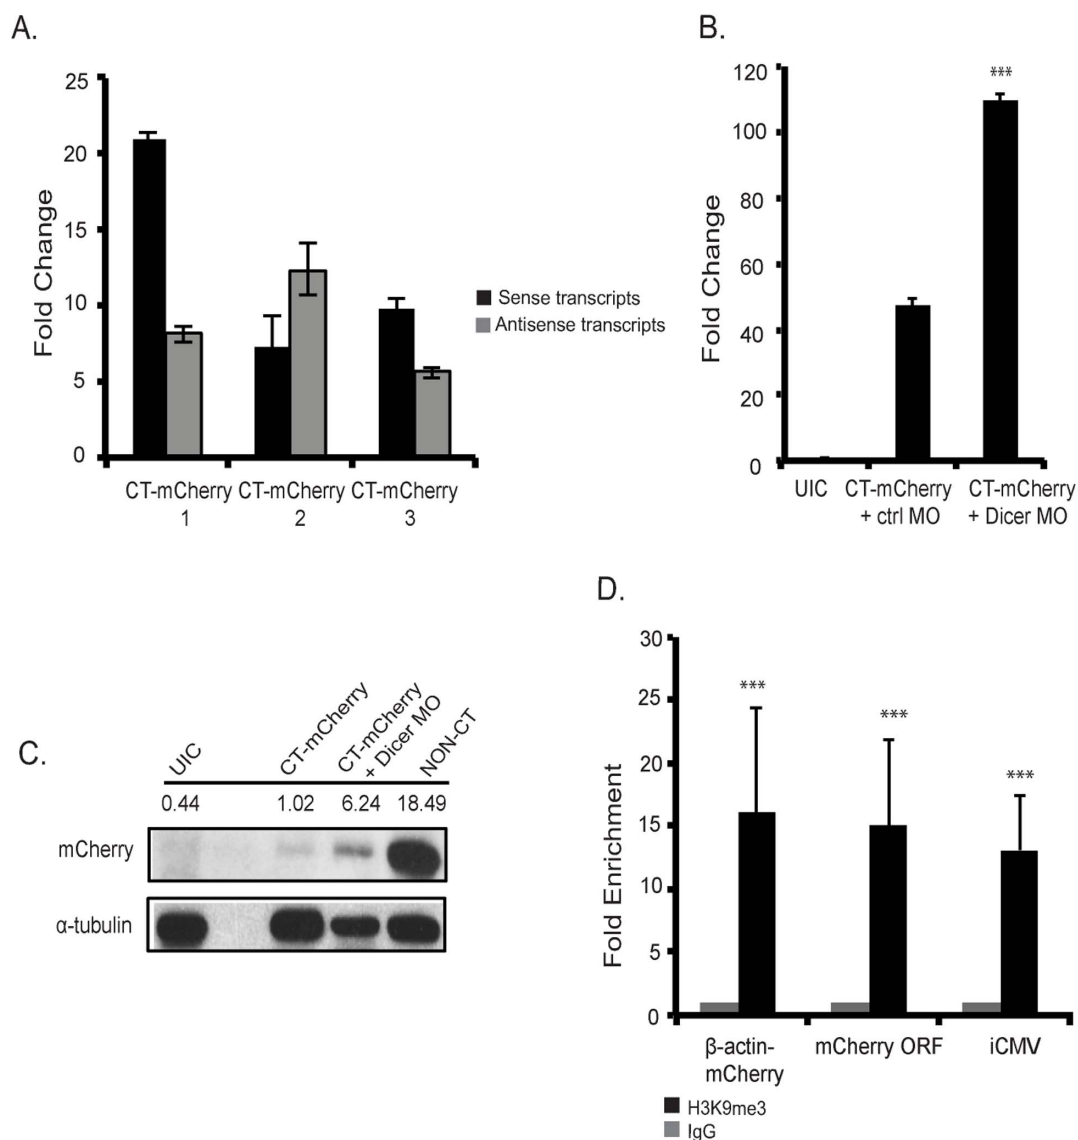 A.
25
20
15
10
5
0
Fold Change
CT-mCherry CT-mCherry CT-mCherry
1 2 3
Sense transcripts
Antisense transcripts
B.
120
100
80
60
40
20
0
Fold Change
***
UIC CT-mCherry CT-mCherry
+ ctrl MO + Dicer MO
C.
UIC
CT-mCherry
CT-mCherry
+ Dicer MO
NON-CT
0.44 1.02 6.24 18.49
mCherry
α-tubulin
D.
30
25
20
15
10
5
0
Fold Enrichment
***
***
***
β-actin-
mCherry
mCherry ORF
iCMV
H3K9me3
IgG